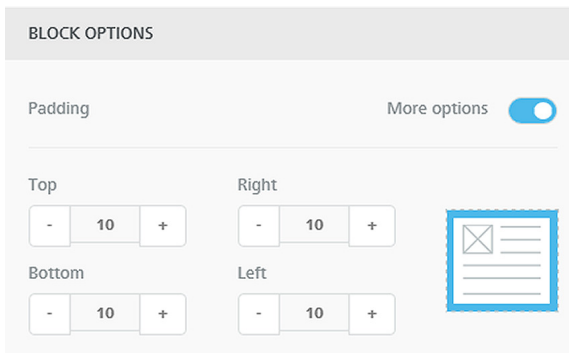 BLOCK OPTIONS
Padding More options
Top Right
- 10 + - 10 +
Bottom Left
- 10 + - 10 +